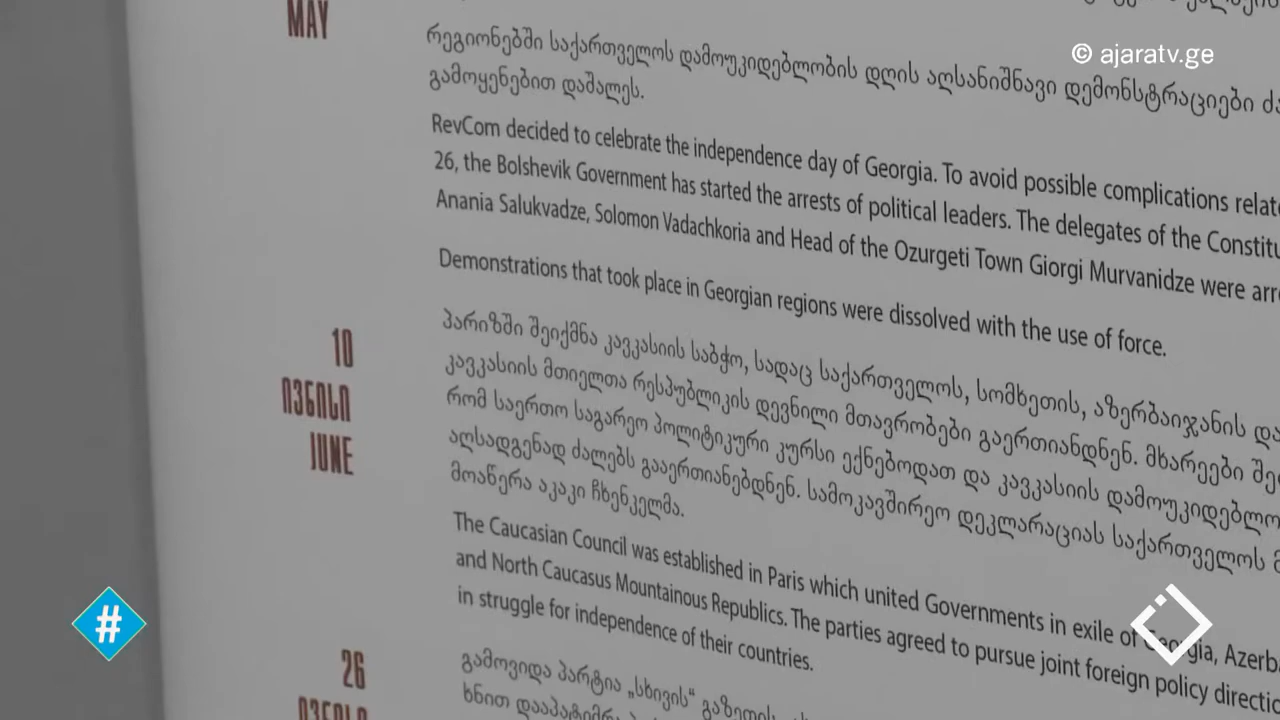 © ajaratv.ge
MAY
რეგიონებში საქართველოს დამოუკიდებლობის დღის აღსანიშნავი დემონსტრაციები
გამოყენებით დაშალეს.
RevCom decided to celebrate the independence day of Georgia. To avoid possible complications
26, the Bolshevik Government has started the arrests of political leaders. The delegates of the
Anania Salukvadze, Solomon Vadachkoria and Head of the Ozurgeti Town Giorgi Murvanidze were
Demonstrations that took place in Georgian regions were dissolved with the use of force.
10
ივნისი
JUNE
პარიზში შეიქმნა კავკასიის საბჭო, სადაც საქართველოს, სომხეთის, აზერბაიჯანის და
კავკასიის მთიელთა რესპუბლიკის დევნილი მთავრობები გაერთიანდნენ. მხარეები
რომ საერთო საგარეო პოლიტიკური კურსი ექნებოდათ და კავკასიის
აღსადგენად ძალებს გააერთიანებდნენ. სამოკავშირეო დეკლარაციას საქართველოს
მოაწერა აკაკი ჩხენკელმა.
The Caucasian Council was established in Paris which united Governments in exile of Georgia,
and North Caucasus Mountainous Republics. The parties agreed to pursue joint foreign policy
in struggle for independence of their countries.
26
ივნისი
გამოვიდა პარტია „სხივის“ გაზეთის
#